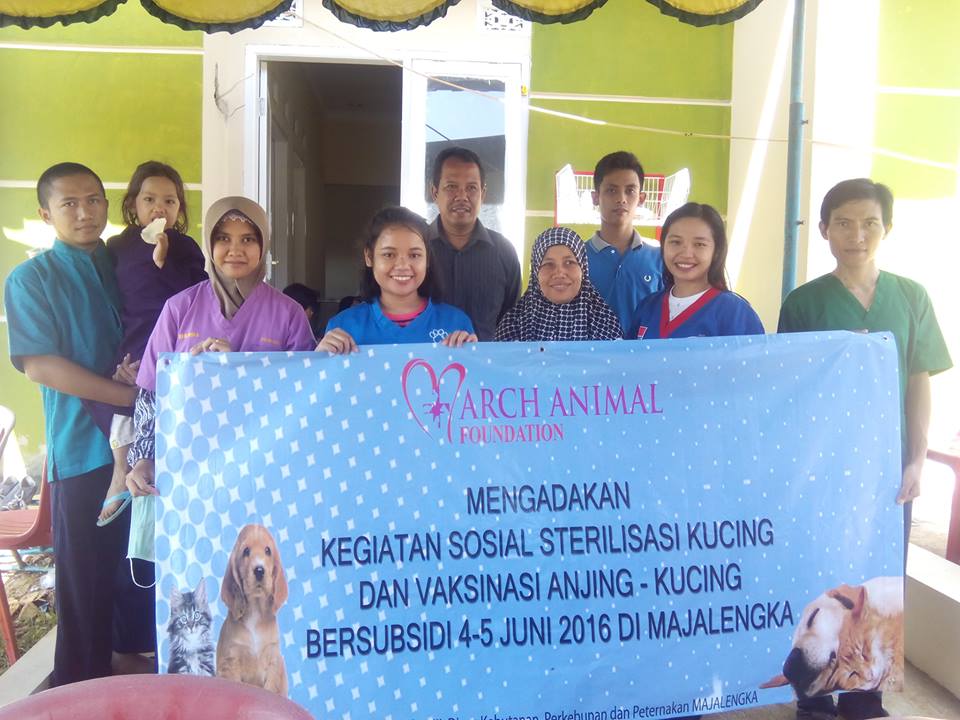 MARCH ANIMAL
FOUNDATION
MENGADAKAN
KEGIATAN SOSIAL STERILISASI KUCING
DAN VAKSINASI ANJING - KUCING
BERSUBSIDI 4-5 JUNI 2016 DI MAJALENGKA
Kehutanan, Perkebunan dan Peternakan MAJALENGKA